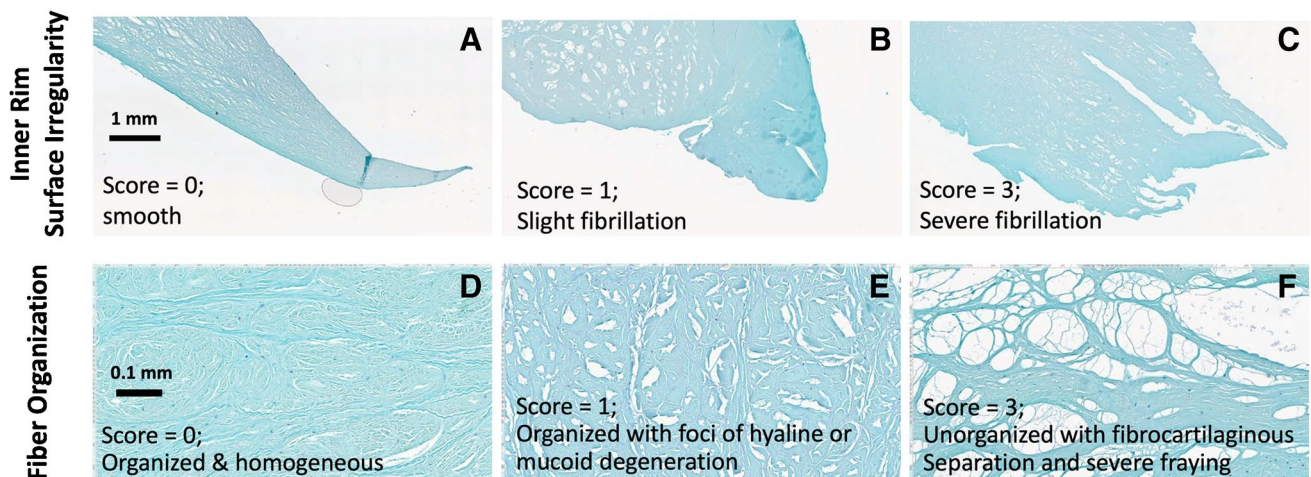 Inner Rim
Surface Irregularity
A
1 mm
Score = 0;
smooth
B
Score = 1;
Slight fibrillation
C
Score = 3;
Severe fibrillation
Fiber Organization
D
0.1 mm
Score = 0;
Organized & homogeneous
E
Score = 1;
Organized with foci of hyaline or
mucoid degeneration
F
Score = 3;
Unorganized with fibrocartilaginous
Separation and severe fraying